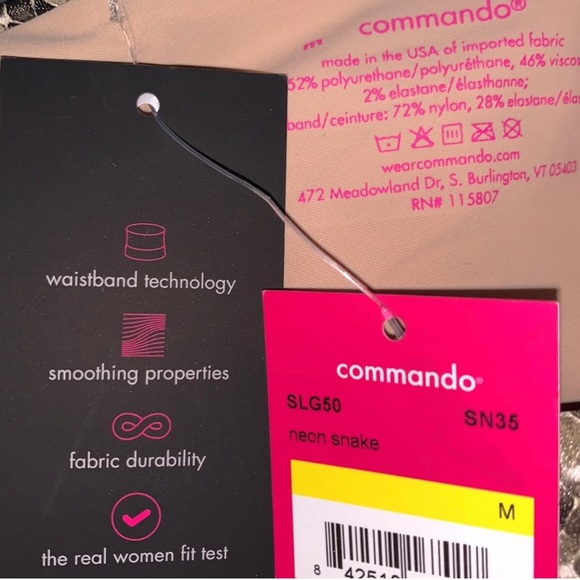 commando®
made in the USA of imported fabric
52% polyurethane/polyuréthane, 46%
2% elastane/élasthanne;
band/ceinture: 72% nylon, 28% elastane/
wearcommando.com
472 Meadowland Dr, S. Burlington, VT 05403
RN# 115807
waistband technology
smoothing properties
fabric durability
the real women fit test
commando®
SLG50 SN35
neon snake
M
8